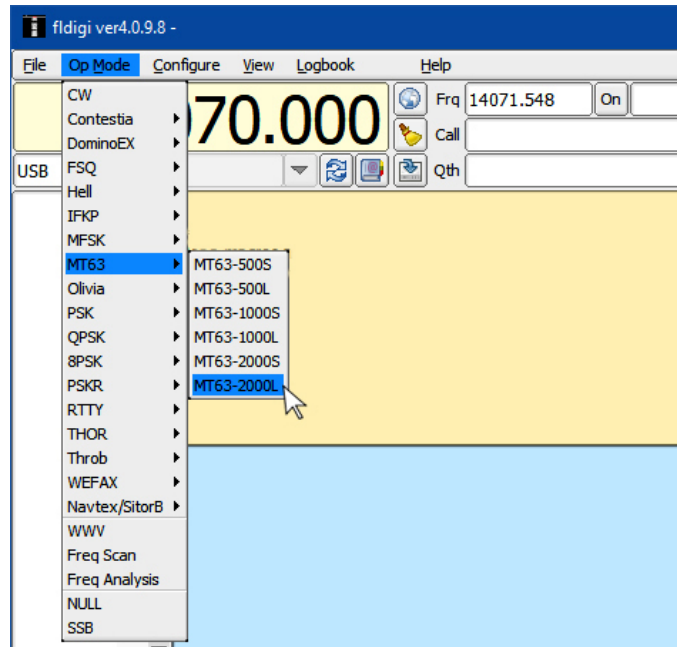 fldigi ver4.0.9.8 -
File Op Mode Configure View Logbook Help
70.000
Frq 14071.548 On
Call
USB
Qth
CW
Contestia
DominoEX
FSQ
Hell
IFKP
MFSK
MT63
Olivia
PSK
QPSK
8PSK
PSKR
RTTY
THOR
Throb
WEFAX
Navtex/SitorB
WWV
Freq Scan
Freq Analysis
NULL
SSB
MT63-500S
MT63-500L
MT63-1000S
MT63-1000L
MT63-2000S
MT63-2000L